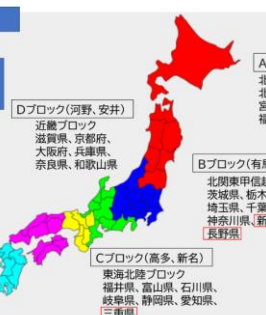 A
北
北
宮
福
Dブロック(河野、安井)
近畿ブロック
滋賀県、京都府、
大阪府、兵庫県、
奈良県、和歌山県
Bブロック(有馬
北関東甲信越
茨城県、栃木
埼玉県、千葉
神奈川県、新
長野県
Cブロック(高多、新名)
東海北陸ブロック
福井県、富山県、石川県、
岐阜県、静岡県、愛知県、
三重県